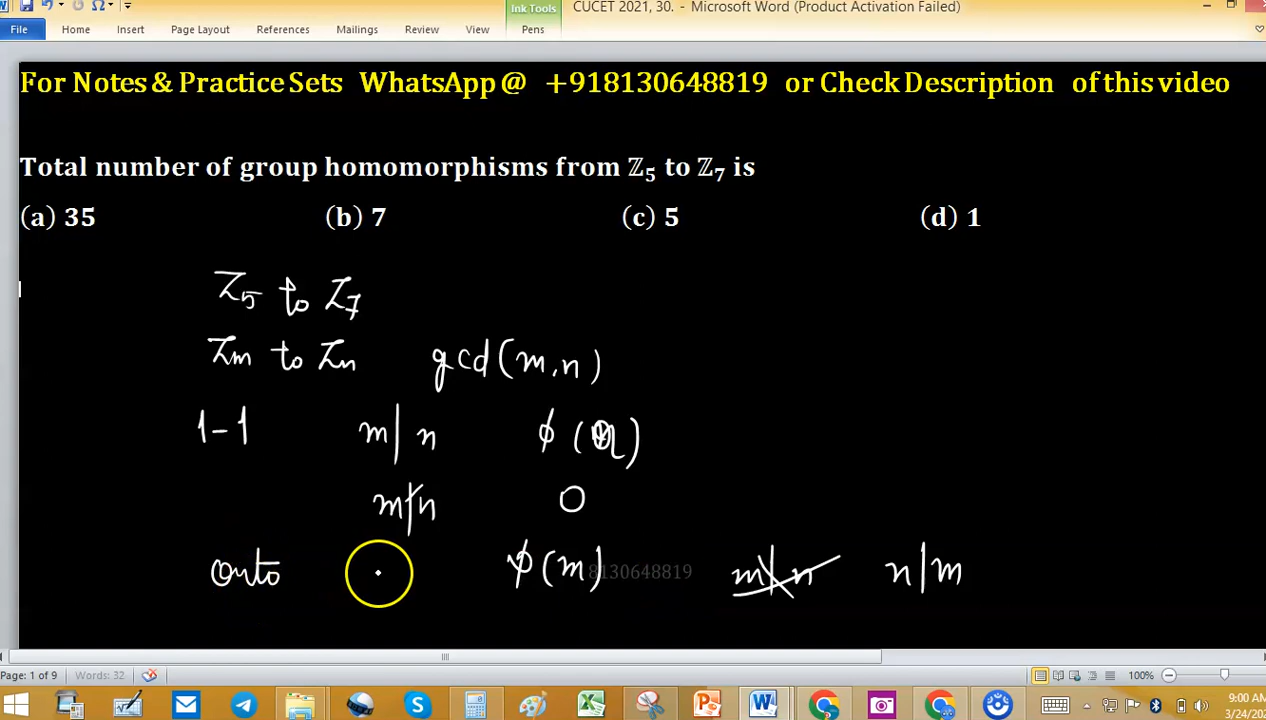 Ink Tools
CUCET 2021, 30. - Microsoft Word (Product Activation Failed)
File Home Insert Page Layout References Mailings Review View Pens
For Notes & Practice Sets WhatsApp @ +918130648819 or Check Description of this video
Total number of group homomorphisms from ℤ₅ to ℤ₇ is
(a) 35 (b) 7 (c) 5 (d) 1
Z₅ to Z₇
Zm to Zn gcd(m,n)
1-1 m|n ϕ( )
m∤n 0
Onto ϕ(m) 8130648819 m|n n|m
Page: 1 of 9 Words: 32 100%
9:00 AM
3/24/20